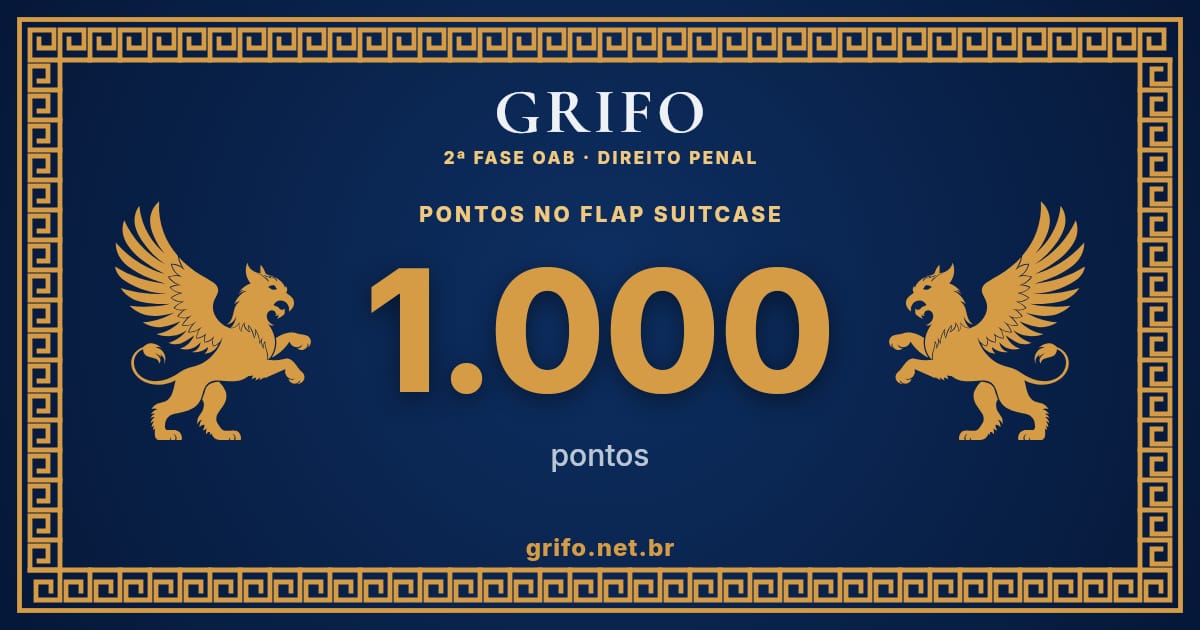 GRIFO
2ª FASE OAB · DIREITO PENAL
PONTOS NO FLAP SUITCASE
1.000
pontos
grifo.net.br